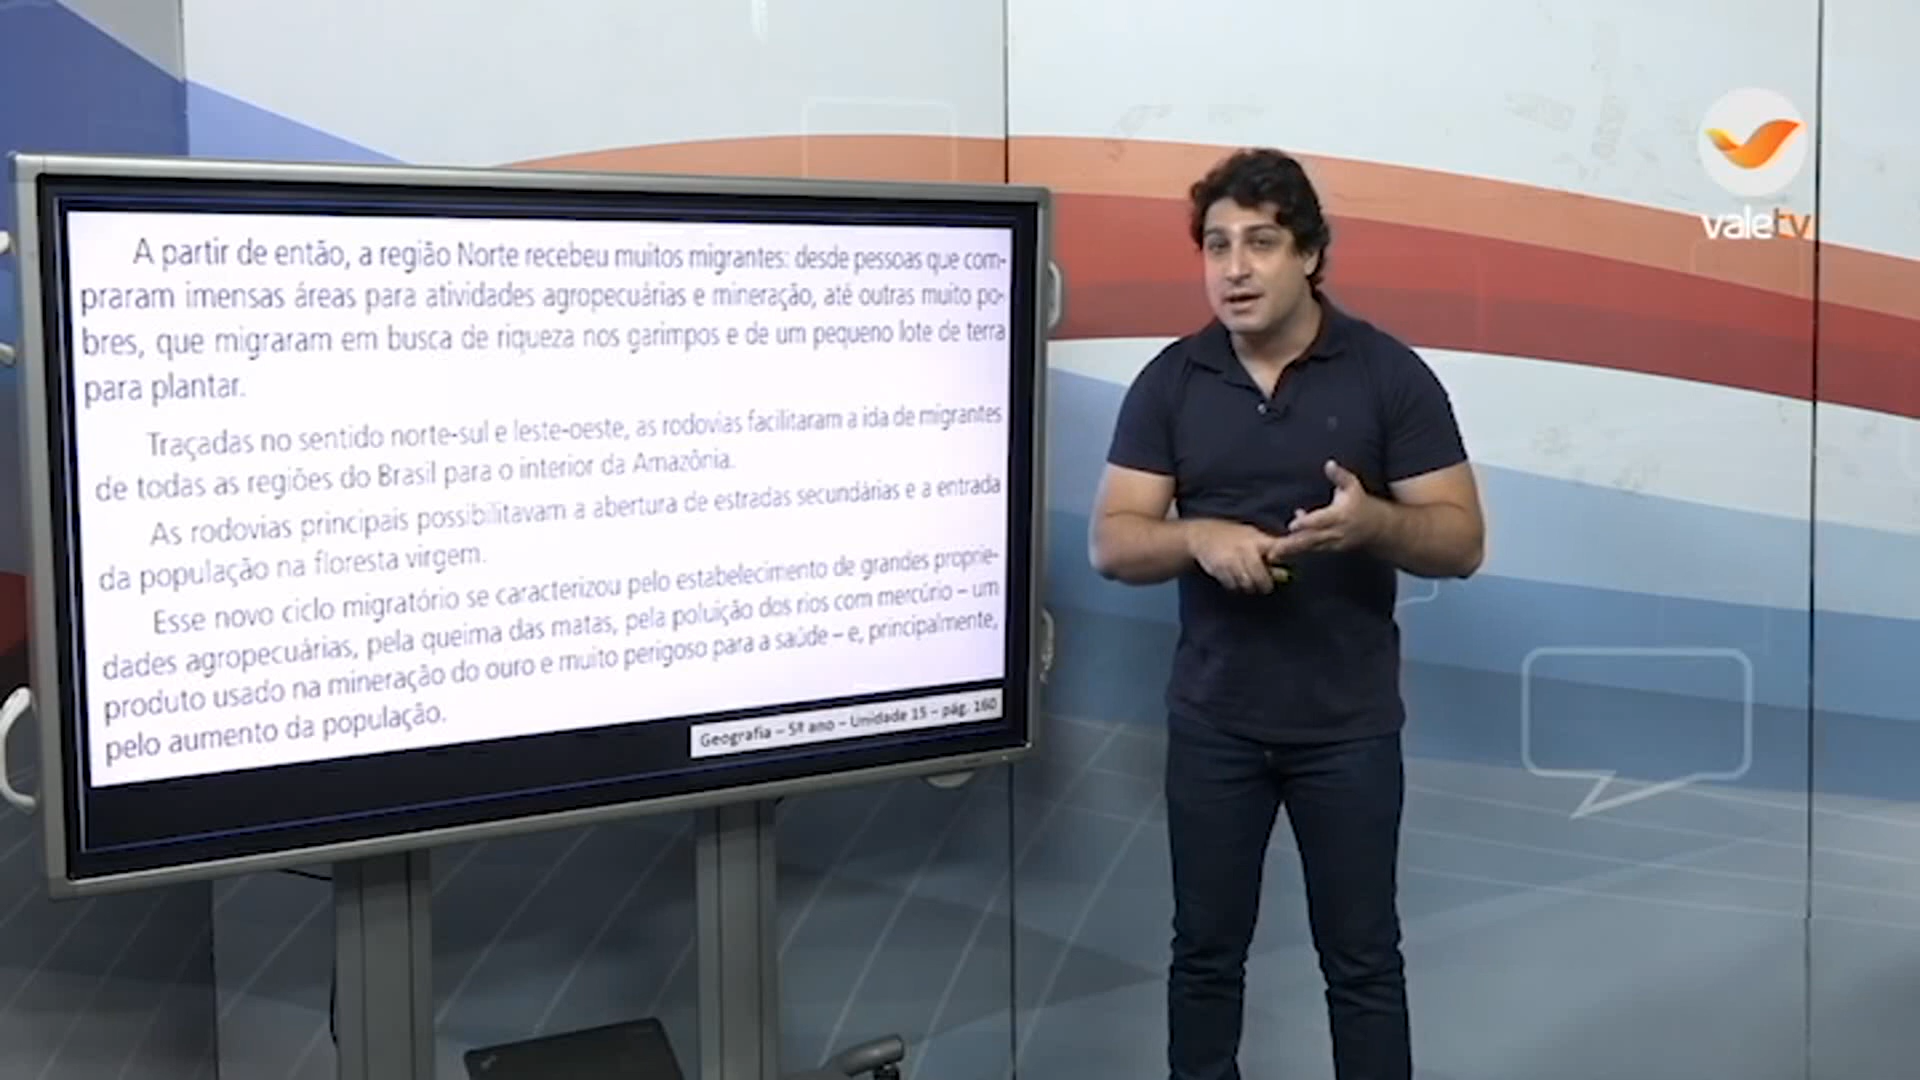 A partir de então, a região Norte recebeu muitos migrantes: desde pessoas que com-
praram imensas áreas para atividades agropecuárias e mineração, até outras muito po-
bres, que migraram em busca de riqueza nos garimpos e de um pequeno lote de terra
para plantar.
Traçadas no sentido norte-sul e leste-oeste, as rodovias facilitaram a ida de migrantes
de todas as regiões do Brasil para o interior da Amazônia.
As rodovias principais possibilitavam a abertura de estradas secundárias e a entrada
da população na floresta virgem.
Esse novo ciclo migratório se caracterizou pelo estabelecimento de grandes proprie-
dades agropecuárias, pela queima das matas, pela poluição dos rios com mercúrio – um
produto usado na mineração do ouro e muito perigoso para a saúde – e, principalmente,
pelo aumento da população.
Geografia – 5º ano – Unidade 15 – pág. 160
valetv